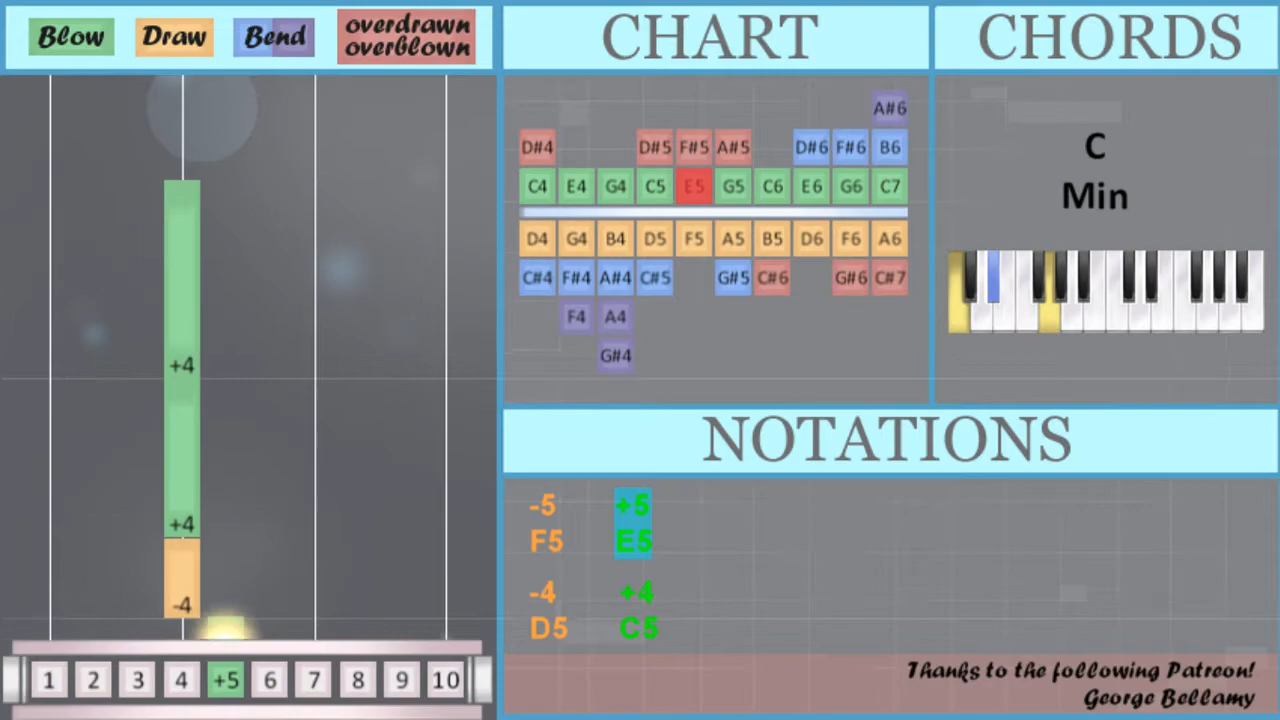 Blow Draw Bend overdrawn
overblown
CHART
CHORDS
A#6
D#4 D#5 F#5 A#5 D#6 F#6 B6
C4 E4 G4 C5 E5 G5 C6 E6 G6 C7
D4 G4 B4 D5 F5 A5 B5 D6 F6 A6
C#4 F#4 A#4 C#5 G#5 C#6 G#6 C#7
F4 A4
G#4
C
Min
+4
+4
-4
NOTATIONS
-5 +5
F5 E5
-4 +4
D5 C5
1 2 3 4 +5 6 7 8 9 10
Thanks to the following Patreon!
George Bellamy